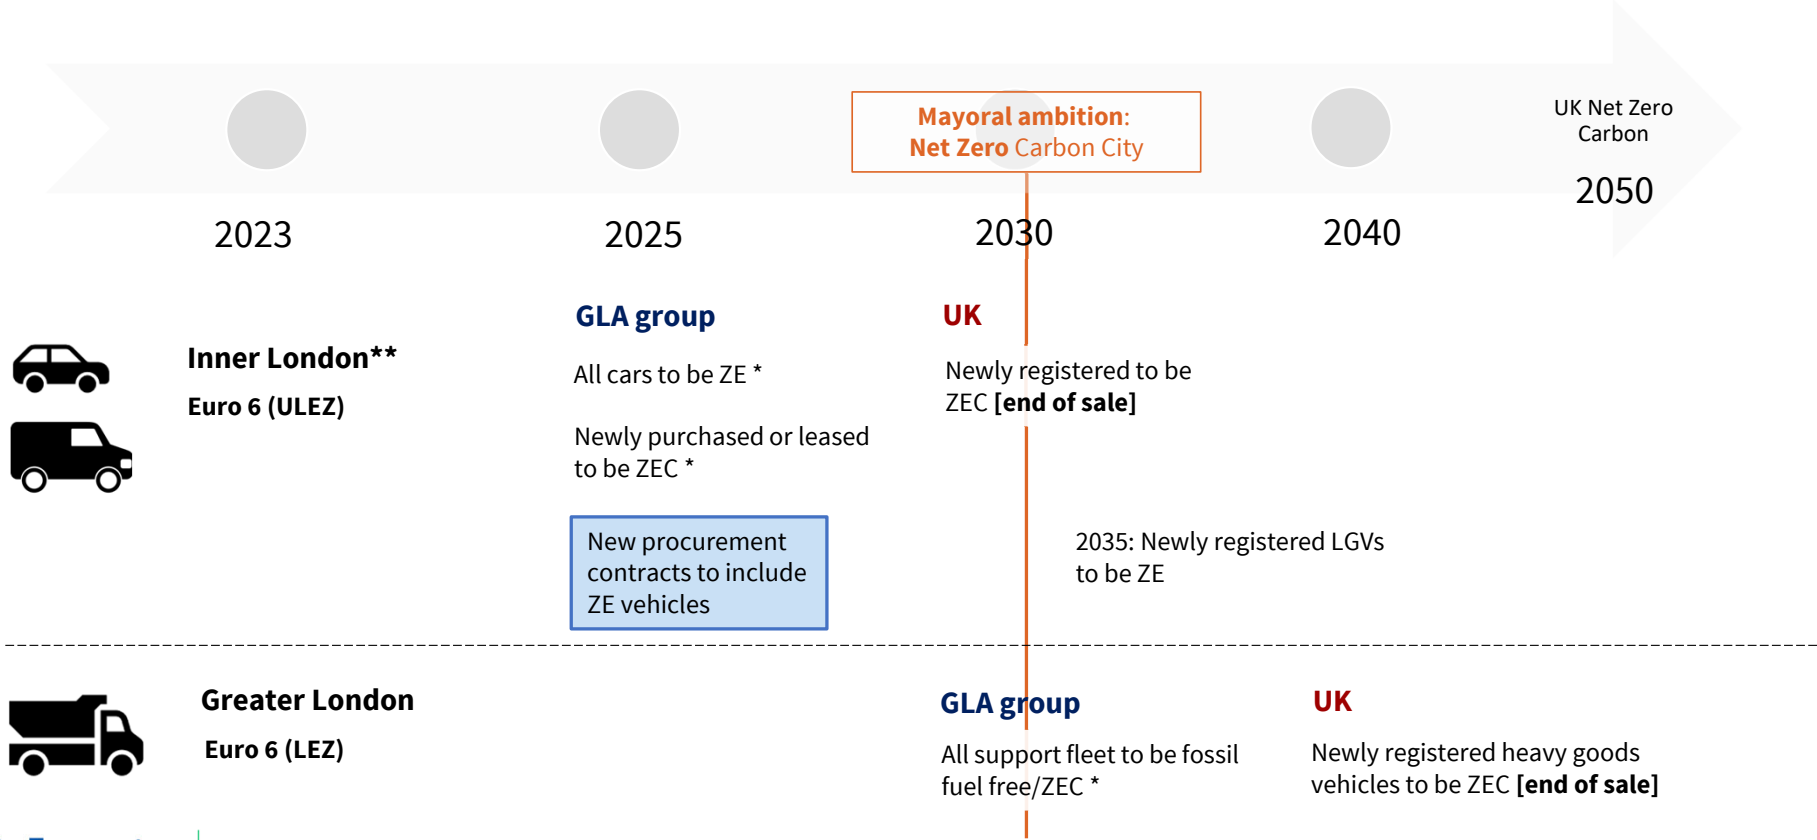 Mayoral ambition:
Net Zero Carbon City
UK Net Zero
Carbon
2050
2023
2025
2030
2040
GLA group
UK
Inner London**
Euro 6 (ULEZ)
All cars to be ZE *
Newly registered to be
ZEC [end of sale]
Newly purchased or leased
to be ZEC *
New procurement
contracts to include
ZE vehicles
2035: Newly registered LGVs
to be ZE
Greater London
Euro 6 (LEZ)
GLA group
UK
All support fleet to be fossil
fuel free/ZEC *
Newly registered heavy goods
vehicles to be ZEC [end of sale]